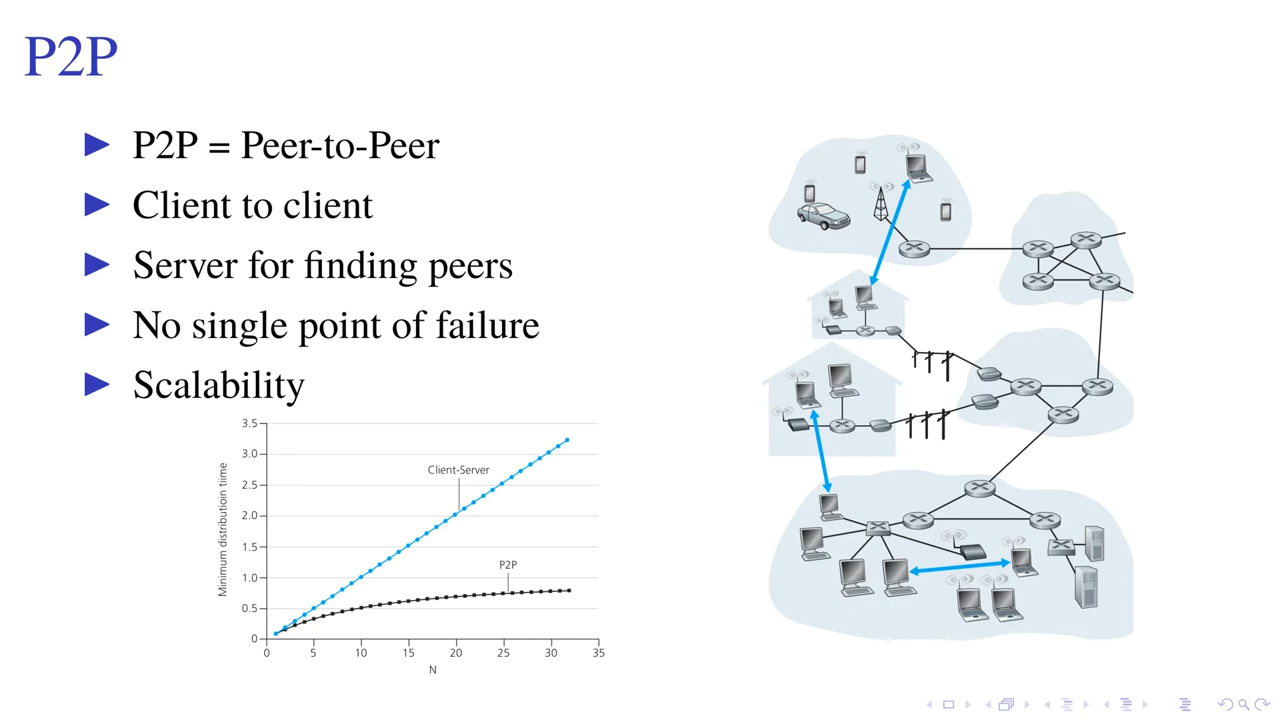 P2P
P2P = Peer-to-Peer
Client to client
Server for finding peers
No single point of failure
Scalability
3.5
3.0
2.5
2.0
1.5
1.0
0.5
0
Minimum distributioin tiime
Client-Server
P2P
0 5 10 15 20 25 30 35
N